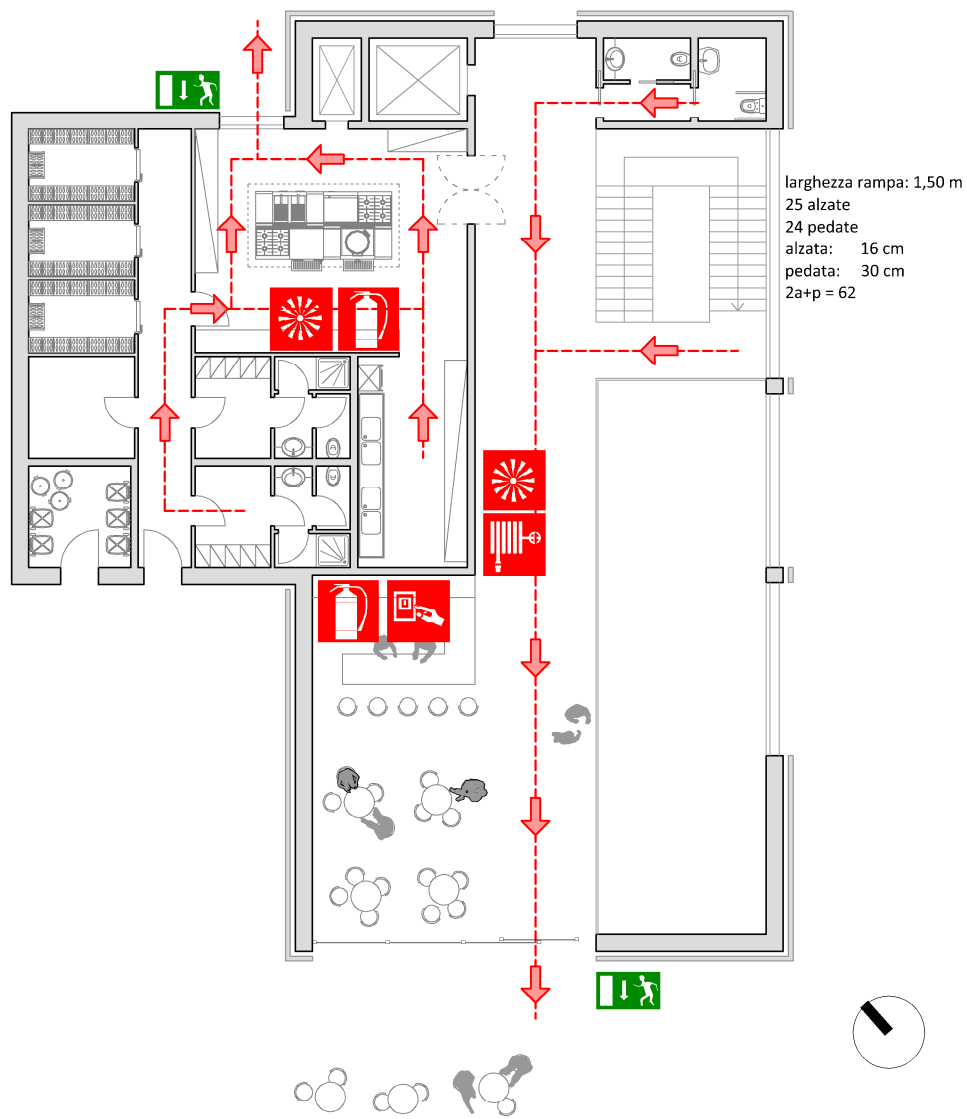 larghezza rampa: 1,50 m
25 alzate
24 pedate
alzata: 16 cm
pedata: 30 cm
2a+p = 62